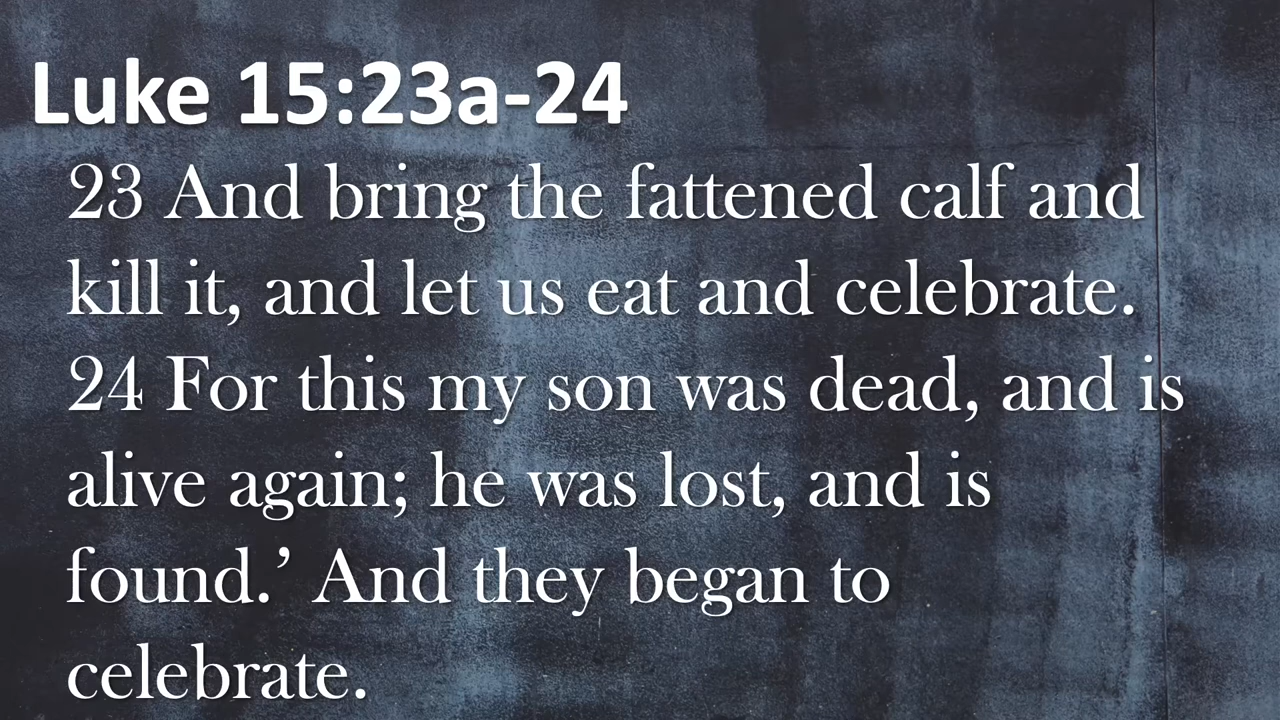 Luke 15:23a-24
23 And bring the fattened calf and
kill it, and let us eat and celebrate.
24 For this my son was dead, and is
alive again; he was lost, and is
found.’ And they began to
celebrate.